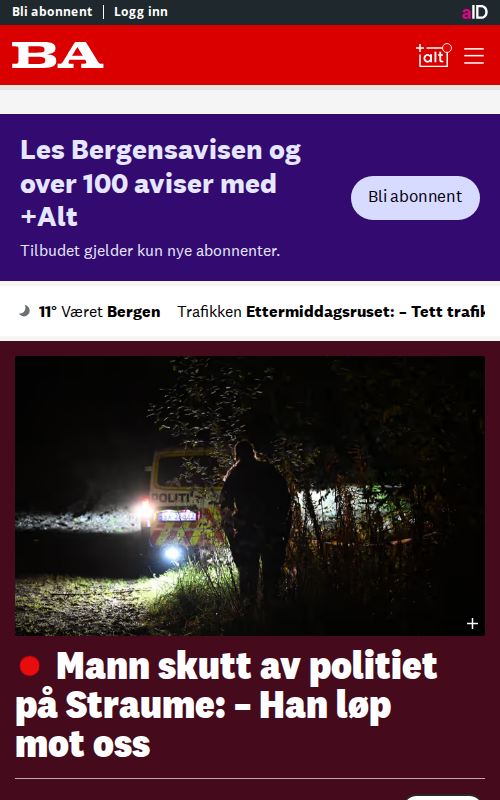 Bli abonnent | Logg inn
aID
BA
+alt
Les Bergensavisen og
over 100 aviser med
+Alt
Bli abonnent
Tilbudet gjelder kun nye abonnenter.
11° Været Bergen Trafikken Ettermiddagsruset: – Tett trafik
POLITI
Mann skutt av politiet
på Straume: – Han løp
mot oss